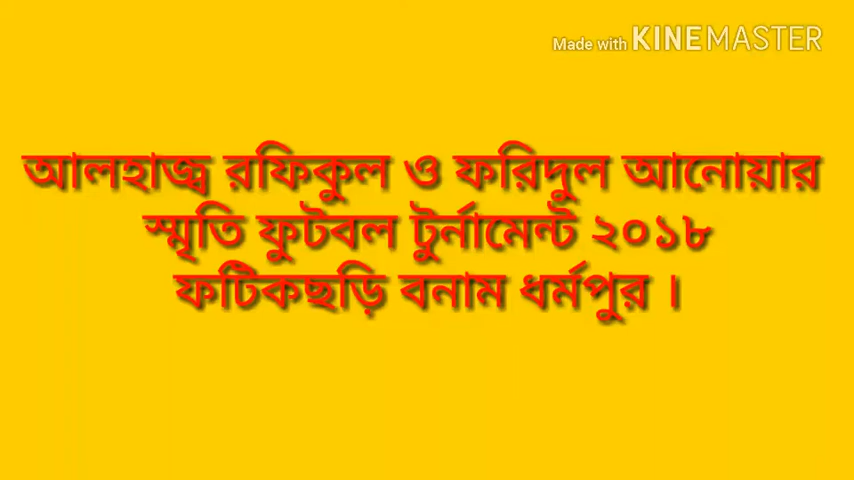 Made with KINEMASTER
আলহাজ্ব রফিকুল ও ফরিদুল আনোয়ার
স্মৃতি ফুটবল টুর্নামেন্ট ২০১৮
ফটিকছড়ি বনাম ধর্মপুর ।